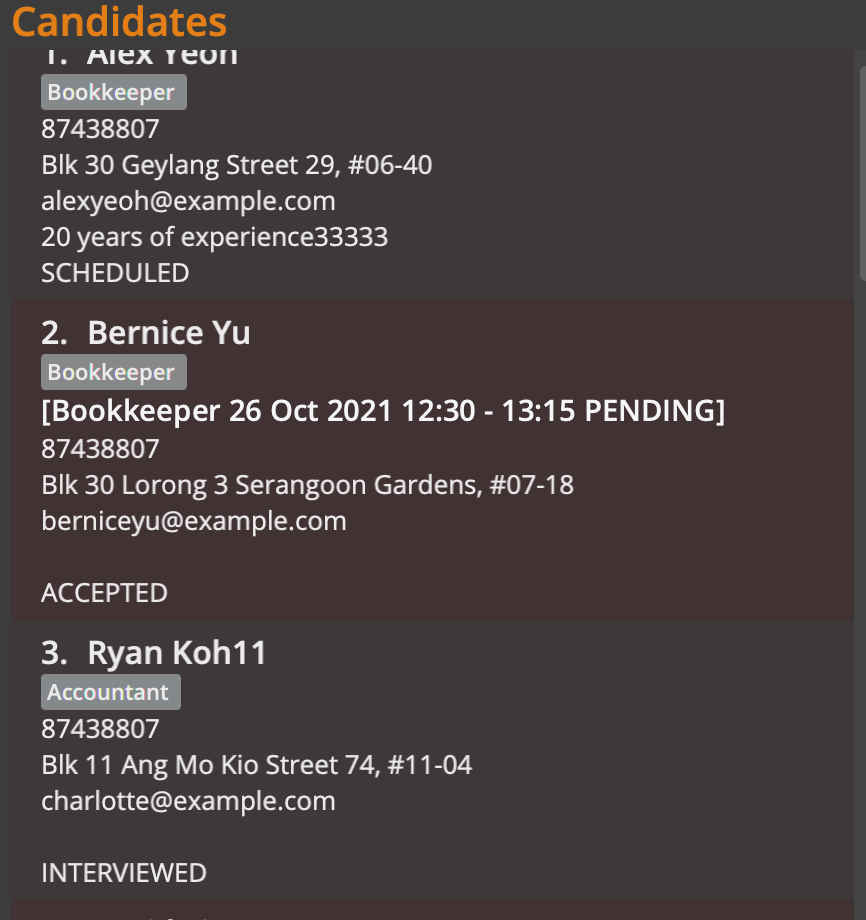 Candidates
1. Alex Yeoh
Bookkeeper
87438807
Blk 30 Geylang Street 29, #06-40
alexyeoh@example.com
20 years of experience33333
SCHEDULED
2. Bernice Yu
Bookkeeper
[Bookkeeper 26 Oct 2021 12:30 - 13:15 PENDING]
87438807
Blk 30 Lorong 3 Serangoon Gardens, #07-18
berniceyu@example.com
ACCEPTED
3. Ryan Koh11
Accountant
87438807
Blk 11 Ang Mo Kio Street 74, #11-04
charlotte@example.com
INTERVIEWED